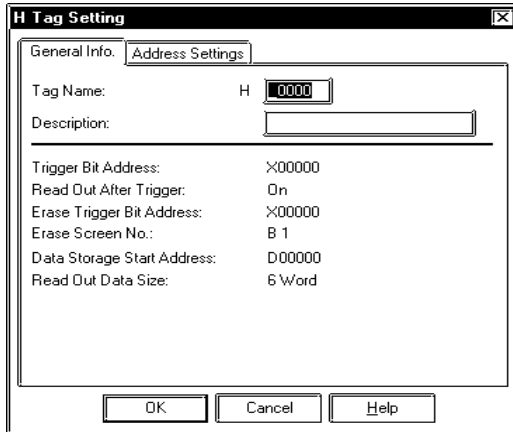 H Tag Setting
General Info. Address Settings
Tag Name: H _0000
Description:
Trigger Bit Address: X00000
Read Out After Trigger: On
Erase Trigger Bit Address: X00000
Erase Screen No.: B 1
Data Storage Start Address: D00000
Read Out Data Size: 6 Word
OK Cancel Help